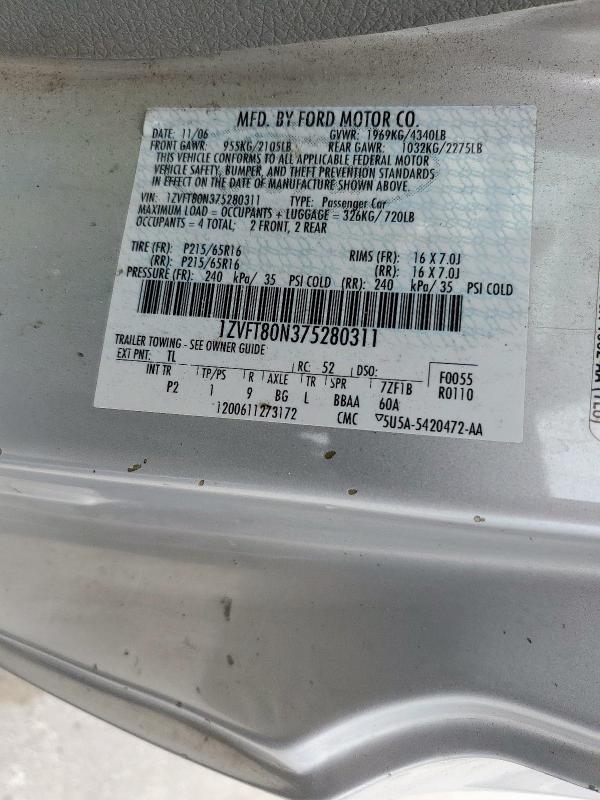 MFD. BY FORD MOTOR CO.
DATE: 11/06 GVWR: 1969KG/4340LB
FRONT GAWR: 955KG/2105LB REAR GAWR: 1032KG/2275LB
THIS VEHICLE CONFORMS TO ALL APPLICABLE FEDERAL MOTOR
VEHICLE SAFETY, BUMPER, AND THEFT PREVENTION STANDARDS
IN EFFECT ON THE DATE OF MANUFACTURE SHOWN ABOVE.
VIN: 1ZVFT80N375280311 TYPE: Passenger Car
MAXIMUM LOAD = OCCUPANTS + LUGGAGE = 326KG/720LB
OCCUPANTS = 4 TOTAL; 2 FRONT, 2 REAR
TIRE (FR): P215/65R16 RIMS (FR): 16 X 7.0J
(RR): P215/65R16 (RR): 16 X 7.0J
PRESSURE (FR): 240 kPa/ 35 PSI COLD (RR): 240 kPa/ 35 PSI COLD
1ZVFT80N375280311
TRAILER TOWING - SEE OWNER GUIDE
EXT PNT: TL RC: 52 DSO: F0055
INT TR TP/PS R AXLE TR SPR 7ZF1B R0110
P2 1 9 BG L BBAA 60A
1200611273172 CMC 5U5A-5420472-AA